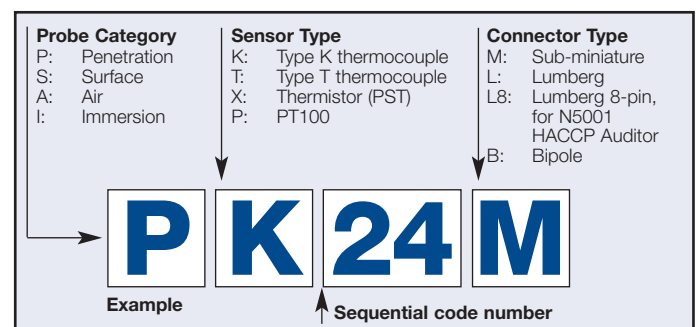 Probe Category
P: Penetration
S: Surface
A: Air
I: Immersion
Sensor Type
K: Type K thermocouple
T: Type T thermocouple
X: Thermistor (PST)
P: PT100
Connector Type
M: Sub-miniature
L: Lumberg
L8: Lumberg 8-pin,
for N5001
HACCP Auditor
B: Bipole
P K 24 M
Example
Sequential code number